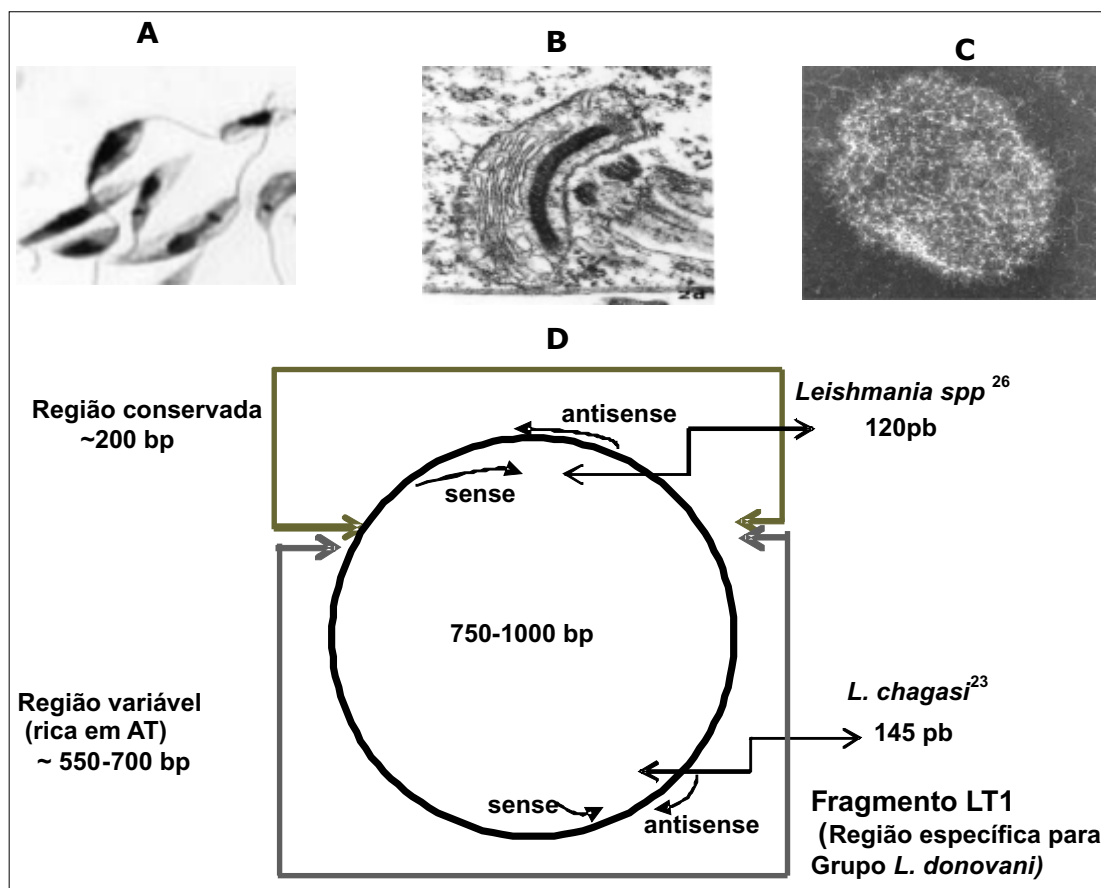 A
B
C
2a
D
Região conservada
~200 bp
antisense
sense
Leishmania spp 26
120pb
750-1000 bp
Região variável
(rica em AT)
~ 550-700 bp
L. chagasi23
145 pb
sense
antisense
Fragmento LT1
(Região específica para
Grupo L. donovani)